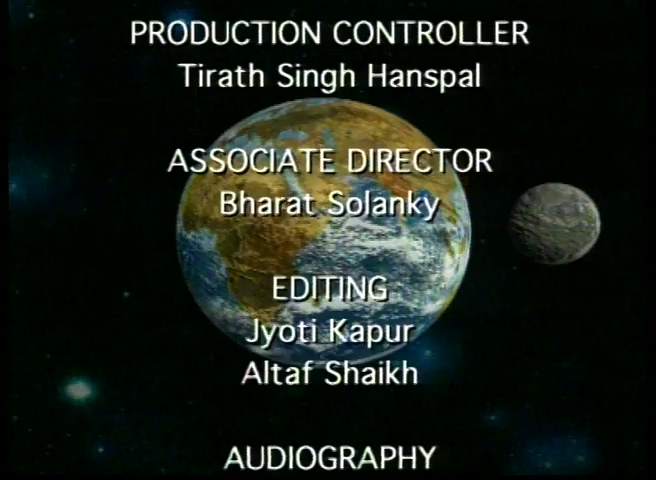 PRODUCTION CONTROLLER
Tirath Singh Hanspal
ASSOCIATE DIRECTOR
Bharat Solanky
EDITING
Jyoti Kapur
Altaf Shaikh
AUDIOGRAPHY